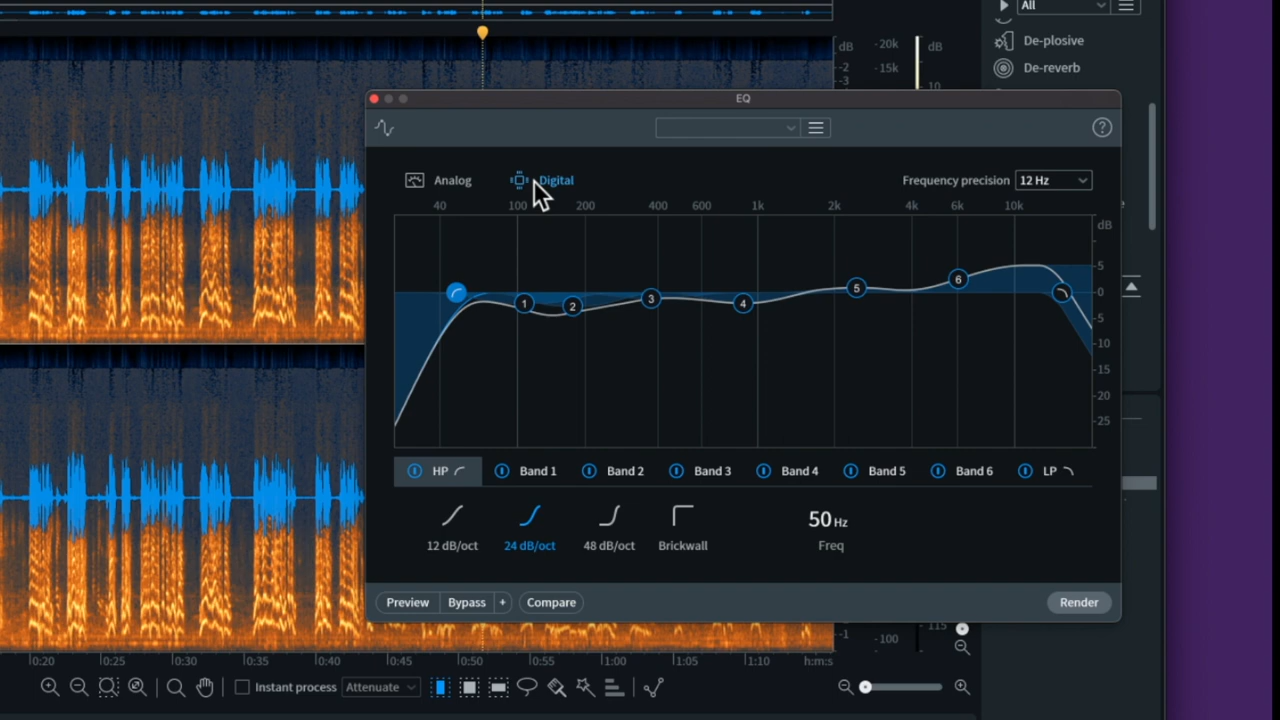 All
dB
-20k
dB
-2
-15k
-3
10
De-plosive
De-reverb
EQ
?
Analog
Digital
Frequency precision
12 Hz
40
100
200
400
600
1k
2k
4k
6k
10k
dB
-5
-0
-5
-10
-15
-20
-25
1
2
3
4
5
6
HP
Band 1
Band 2
Band 3
Band 4
Band 5
Band 6
LP
12 dB/oct
24 dB/oct
48 dB/oct
Brickwall
50 Hz
Freq
Preview
Bypass
+
Compare
Render
-1
-100
115
0:20
0:25
0:30
0:35
0:40
0:45
0:50
0:55
1:00
1:05
1:10
h:m:s
Instant process
Attenuate